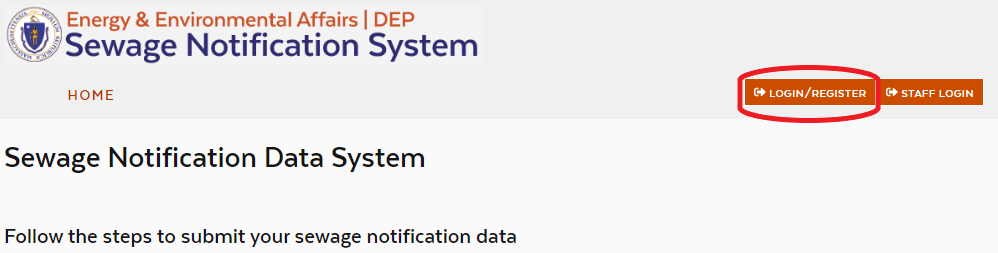 Energy & Environmental Affairs | DEP
Sewage Notification System
HOME
LOGIN/REGISTER
STAFF LOGIN
Sewage Notification Data System
Follow the steps to submit your sewage notification data